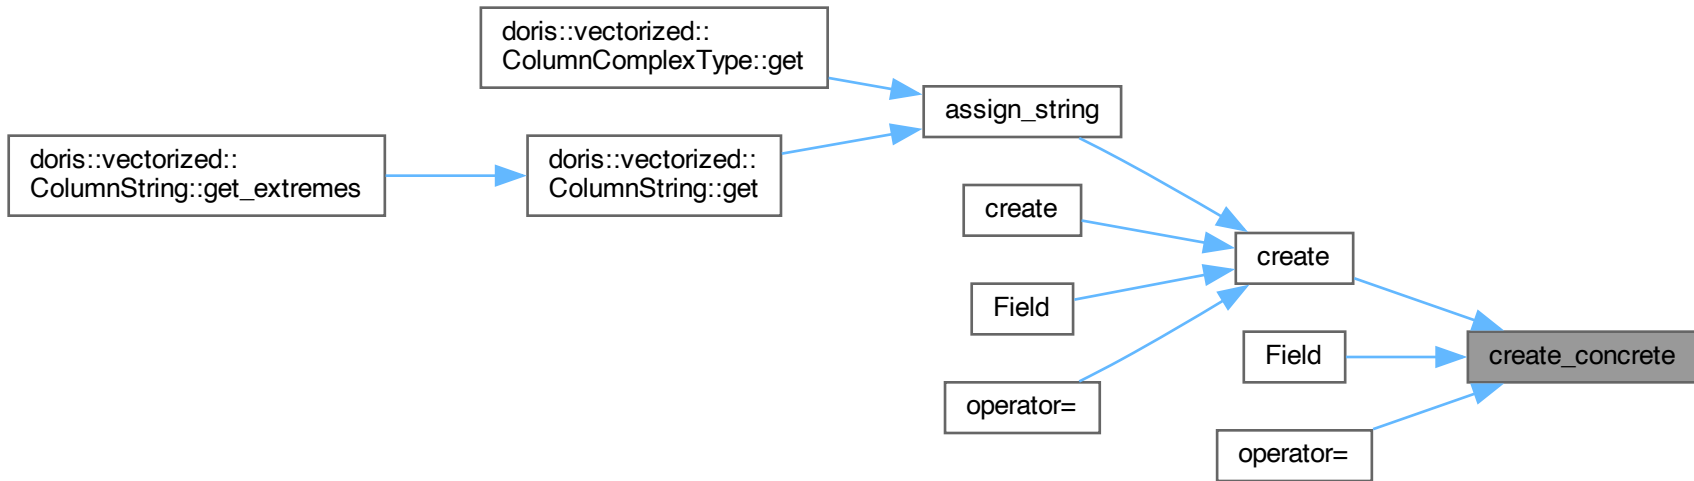 doris::vectorized::
ColumnComplexType::get
assign_string
doris::vectorized::
ColumnString::get_extremes
doris::vectorized::
ColumnString::get
create
create
Field
Field
create_concrete
operator=
operator=